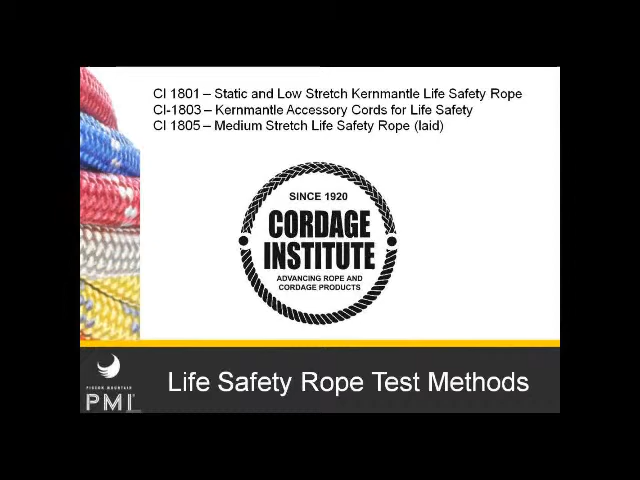 CI 1801 – Static and Low Stretch Kernmantle Life Safety Rope
CI-1803 – Kernmantle Accessory Cords for Life Safety
CI 1805 – Medium Stretch Life Safety Rope (laid)
SINCE 1920
CORDAGE
INSTITUTE
ADVANCING ROPE AND
CORDAGE PRODUCTS
Life Safety Rope Test Methods
PIGEON MOUNTAIN
PMI